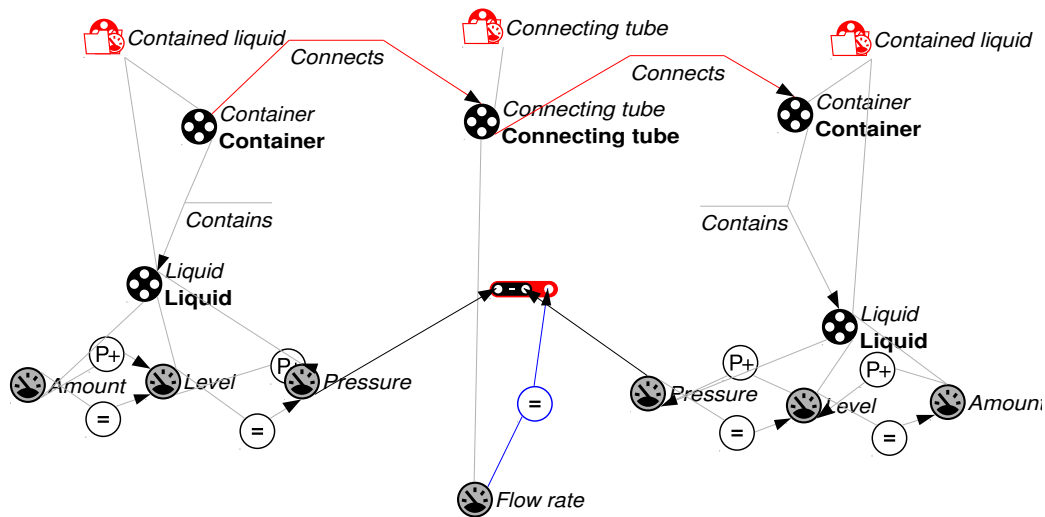 Contained liquid
Connecting tube
Contained liquid
Connects
Connects
Container
Container
Connecting tube
Connecting tube
Container
Container
Contains
Contains
Liquid
Liquid
-
Liquid
Liquid
P+
P+
P+
Amount
Level
Pressure
Pressure
Level
Amount
=
=
=
=
=
Flow rate